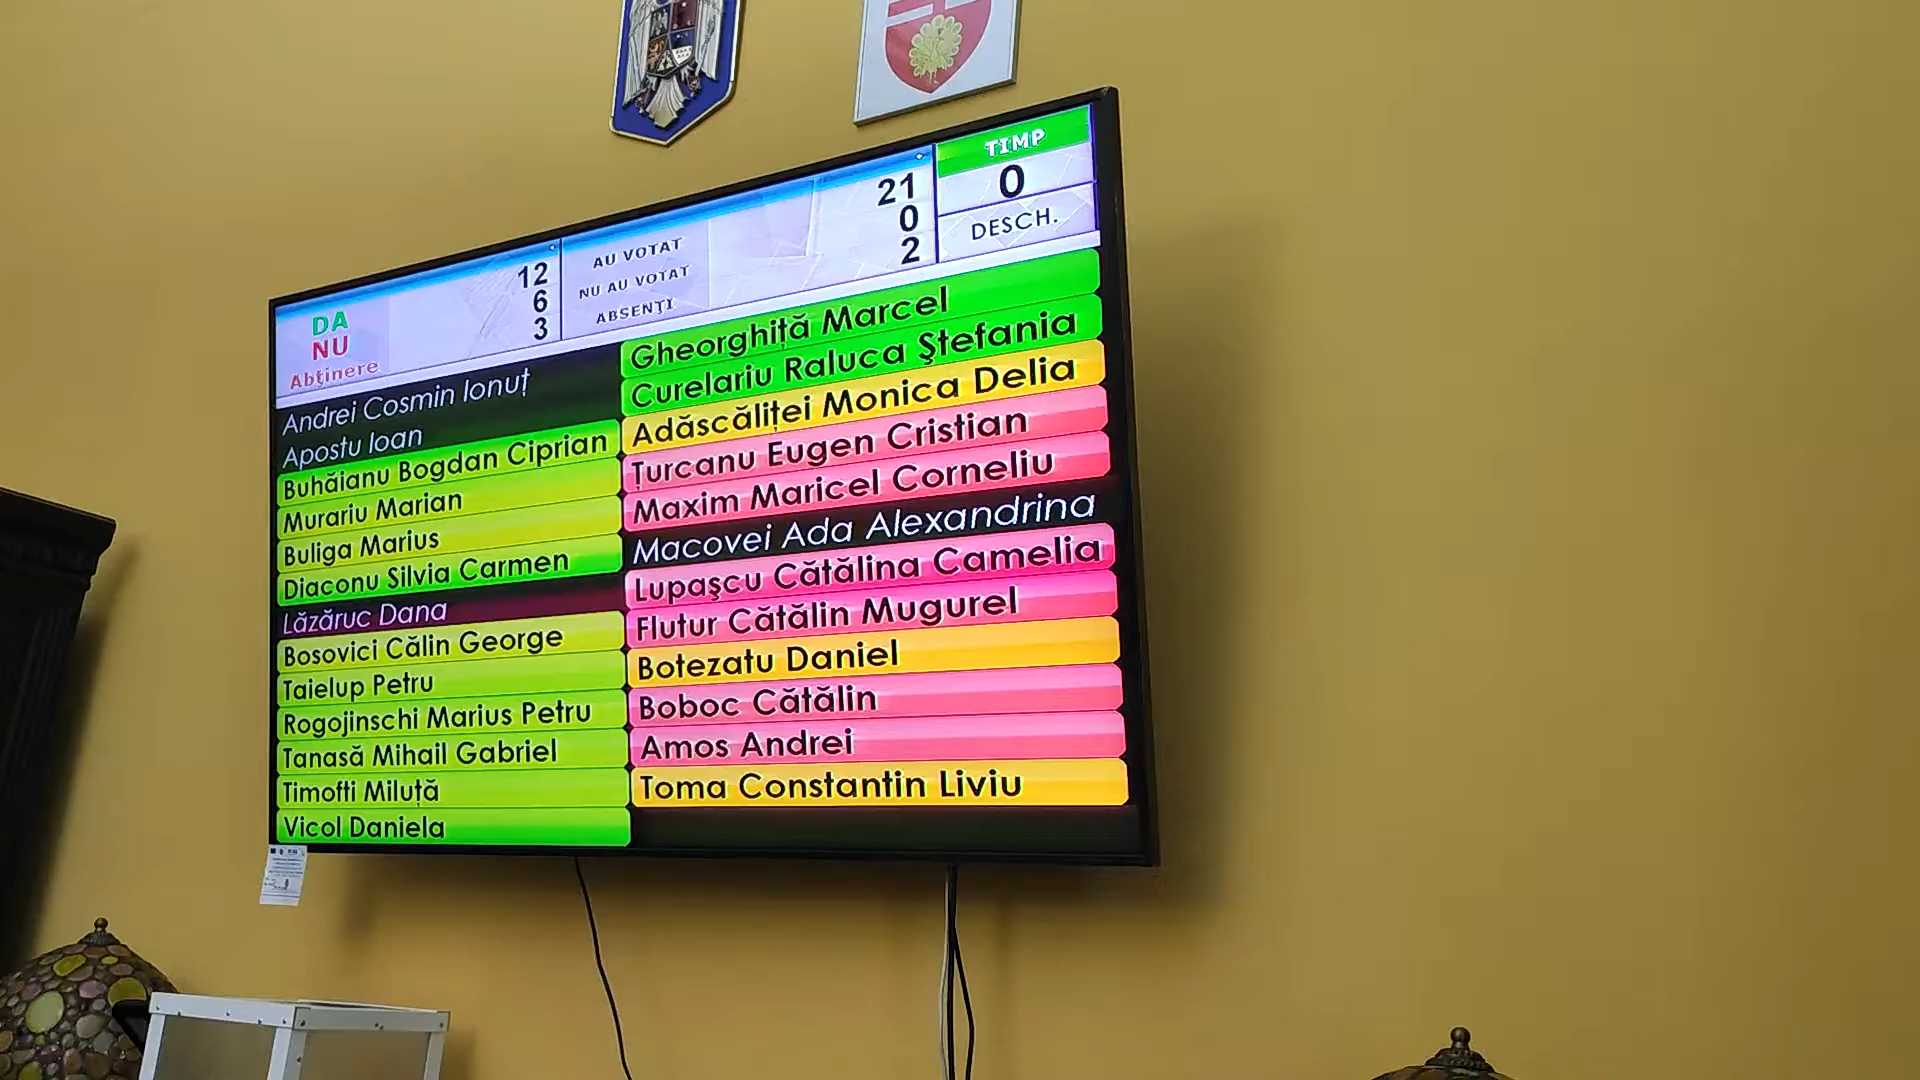 DA 12
NU 6
Abţinere 3
AU VOTAT 21
NU AU VOTAT 0
ABSENŢI 2
TIMP
0
DESCH.
Andrei Cosmin Ionuț
Apostu Ioan
Buhăianu Bogdan Ciprian
Murariu Marian
Buliga Marius
Diaconu Silvia Carmen
Lăzăruc Dana
Bosovici Călin George
Taielup Petru
Rogojinschi Marius Petru
Tanasă Mihail Gabriel
Timofti Miluță
Vicol Daniela
Gheorghiță Marcel
Curelariu Raluca Ştefania
Adăscăliței Monica Delia
Țurcanu Eugen Cristian
Maxim Maricel Corneliu
Macovei Ada Alexandrina
Lupaşcu Cătălina Camelia
Flutur Cătălin Mugurel
Botezatu Daniel
Boboc Cătălin
Amos Andrei
Toma Constantin Liviu